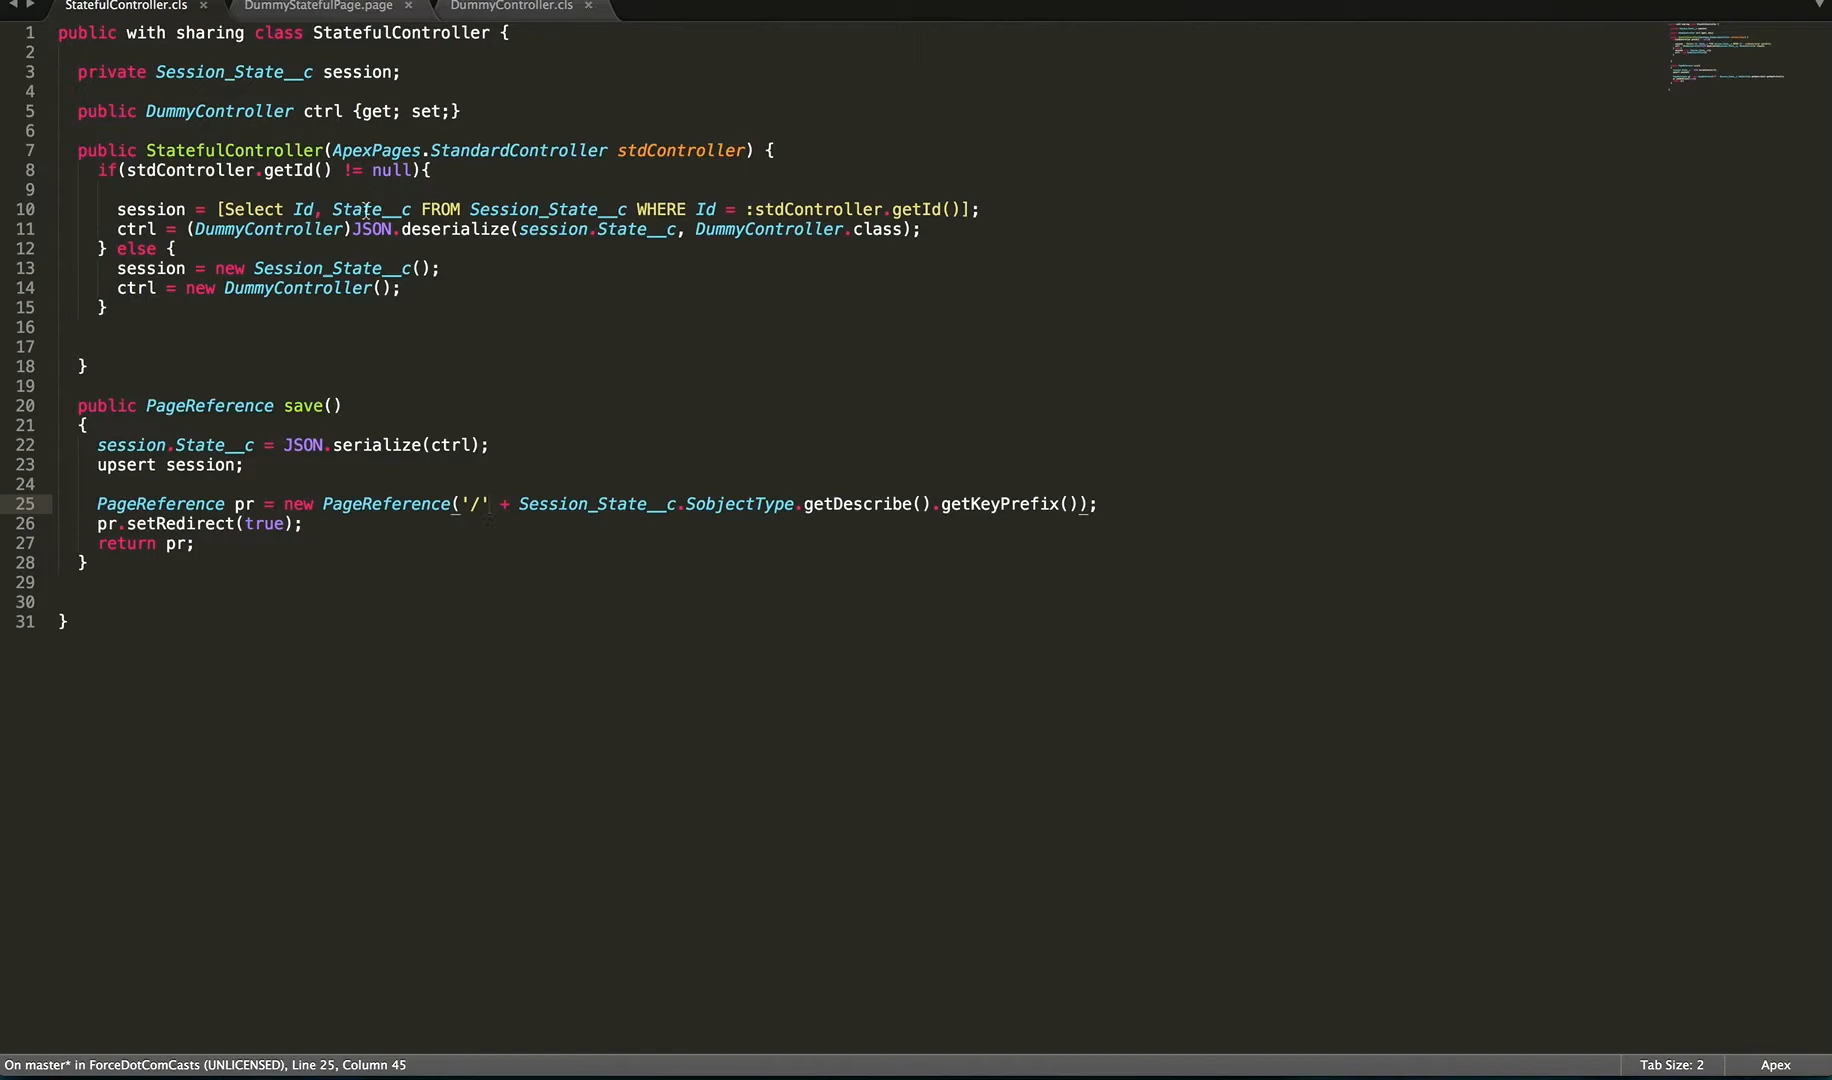 StatefulController.cls × DummyStatefulPage.page × DummyController.cls ×
1 public with sharing class StatefulController {
2
3 private Session_State__c session;
4
5 public DummyController ctrl {get; set;}
6
7 public StatefulController(ApexPages.StandardController stdController) {
8 if(stdController.getId() != null){
9
10 session = [Select Id, State__c FROM Session_State__c WHERE Id = :stdController.getId()];
11 ctrl = (DummyController)JSON.deserialize(session.State__c, DummyController.class);
12 } else {
13 session = new Session_State__c();
14 ctrl = new DummyController();
15 }
16
17
18 }
19
20 public PageReference save()
21 {
22 session.State__c = JSON.serialize(ctrl);
23 upsert session;
24
25 PageReference pr = new PageReference('/' + Session_State__c.SobjectType.getDescribe().getKeyPrefix());
26 pr.setRedirect(true);
27 return pr;
28 }
29
30
31 }
On master* in ForceDotComCasts (UNLICENSED), Line 25, Column 45 Tab Size: 2 Apex